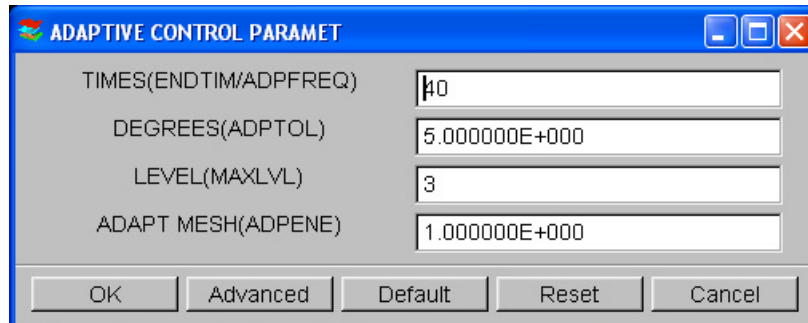 ADAPTIVE CONTROL PARAMET
TIMES(ENDTIM/ADPFREQ) 40
DEGREES(ADPTOL) 5.000000E+000
LEVEL(MAXLVL) 3
ADAPT MESH(ADPENE) 1.000000E+000
OK Advanced Default Reset Cancel